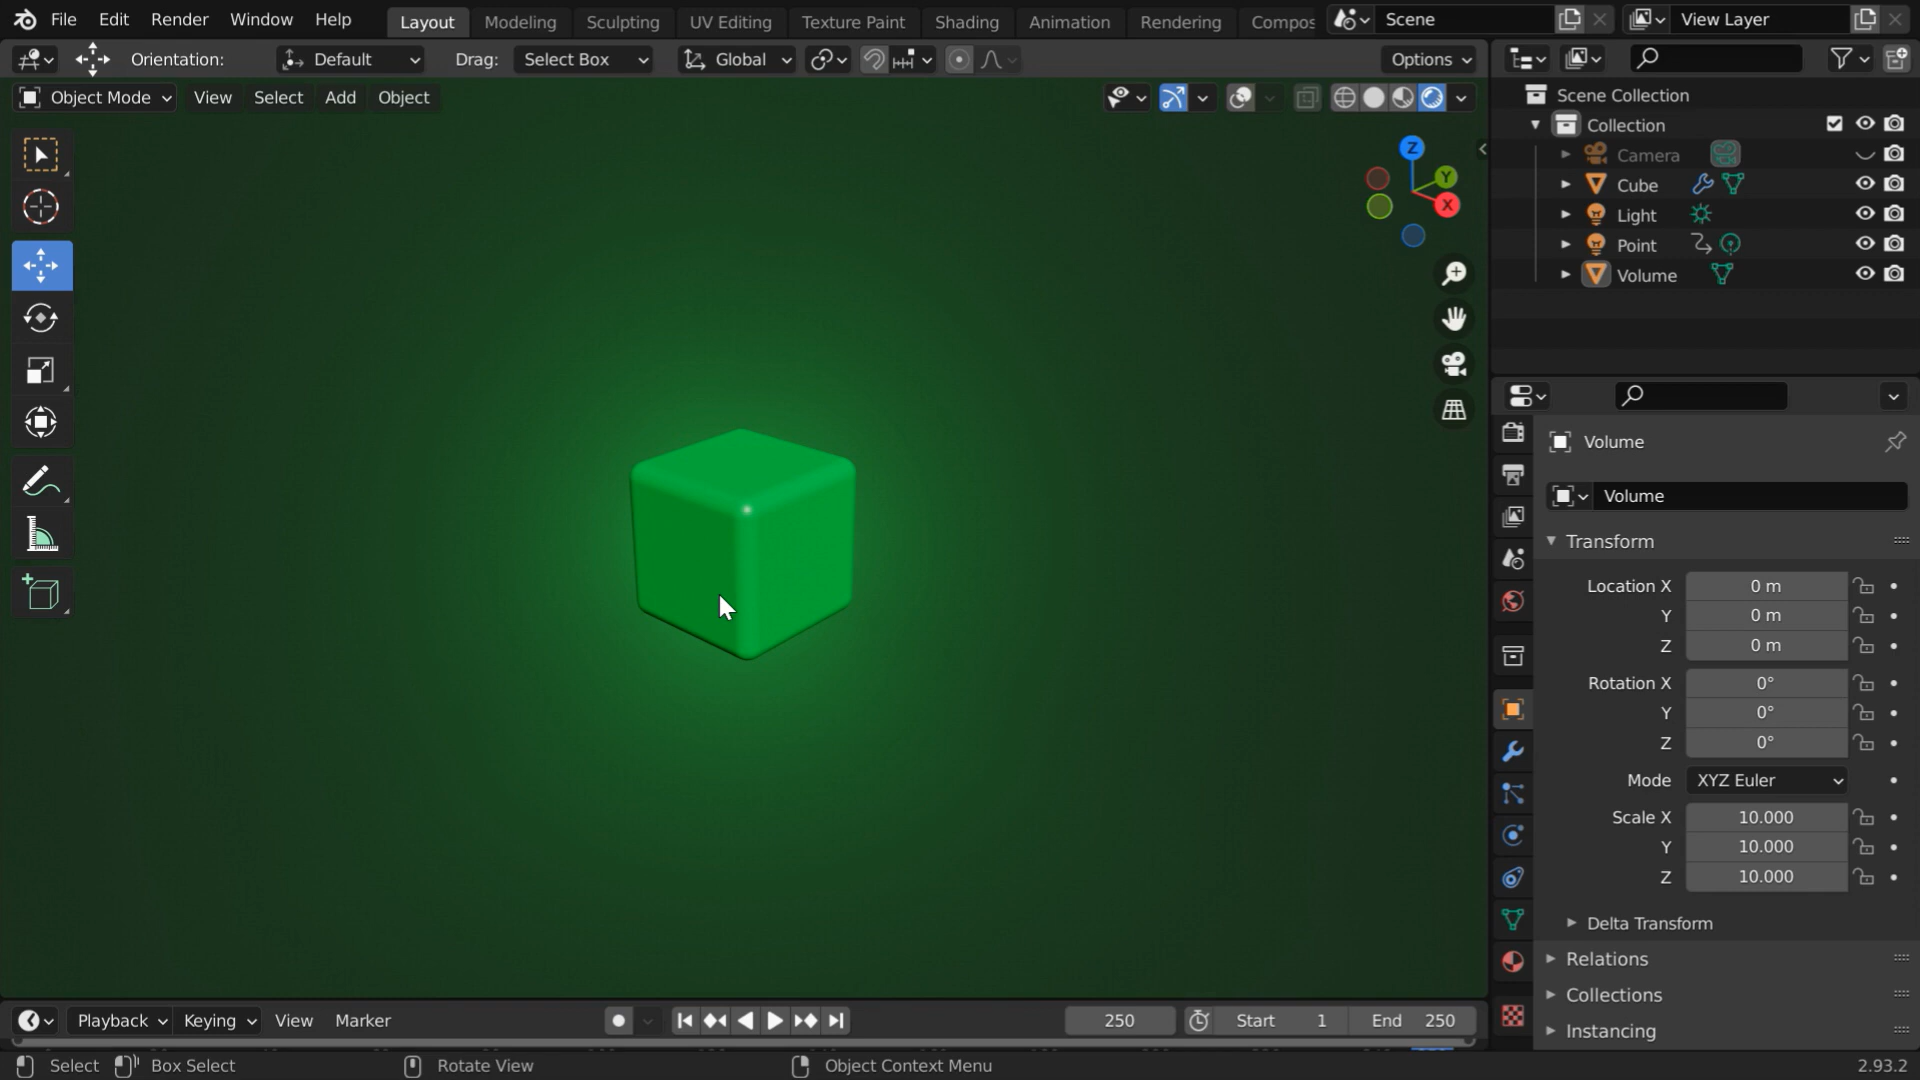 File Edit Render Window Help Layout Modeling Sculpting UV Editing Texture Paint Shading Animation Rendering Compos Scene View Layer
Orientation: Default Drag: Select Box Global Options
Object Mode View Select Add Object
Z
Y
X
Scene Collection
Collection
Camera
Cube
Light
Point
Volume
Volume
Volume
Transform
Location X 0 m
Y 0 m
Z 0 m
Rotation X 0°
Y 0°
Z 0°
Mode XYZ Euler
Scale X 10.000
Y 10.000
Z 10.000
Delta Transform
Relations
Collections
Instancing
Playback Keying View Marker 250 Start 1 End 250
Select Box Select Rotate View Object Context Menu 2.93.2